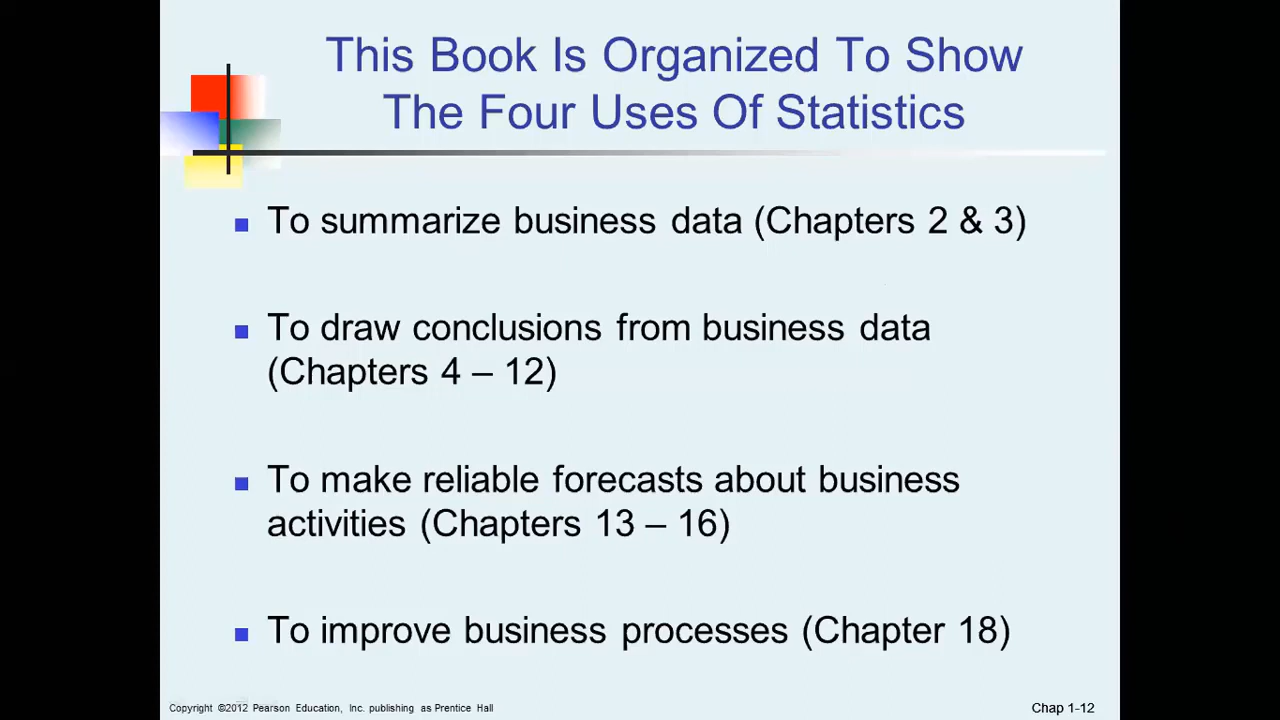 This Book Is Organized To Show
The Four Uses Of Statistics
To summarize business data (Chapters 2 & 3)
To draw conclusions from business data
(Chapters 4 – 12)
To make reliable forecasts about business
activities (Chapters 13 – 16)
To improve business processes (Chapter 18)
Copyright ©2012 Pearson Education, Inc. publishing as Prentice Hall
Chap 1-12